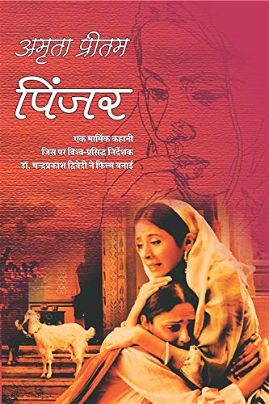 अमृता प्रीतम
पिंजर
एक मार्मिक कहानी
जिस पर विश्व-प्रसिद्ध निर्देशक
डॉ. चन्द्रप्रकाश द्विवेदी ने फिल्म बनाई